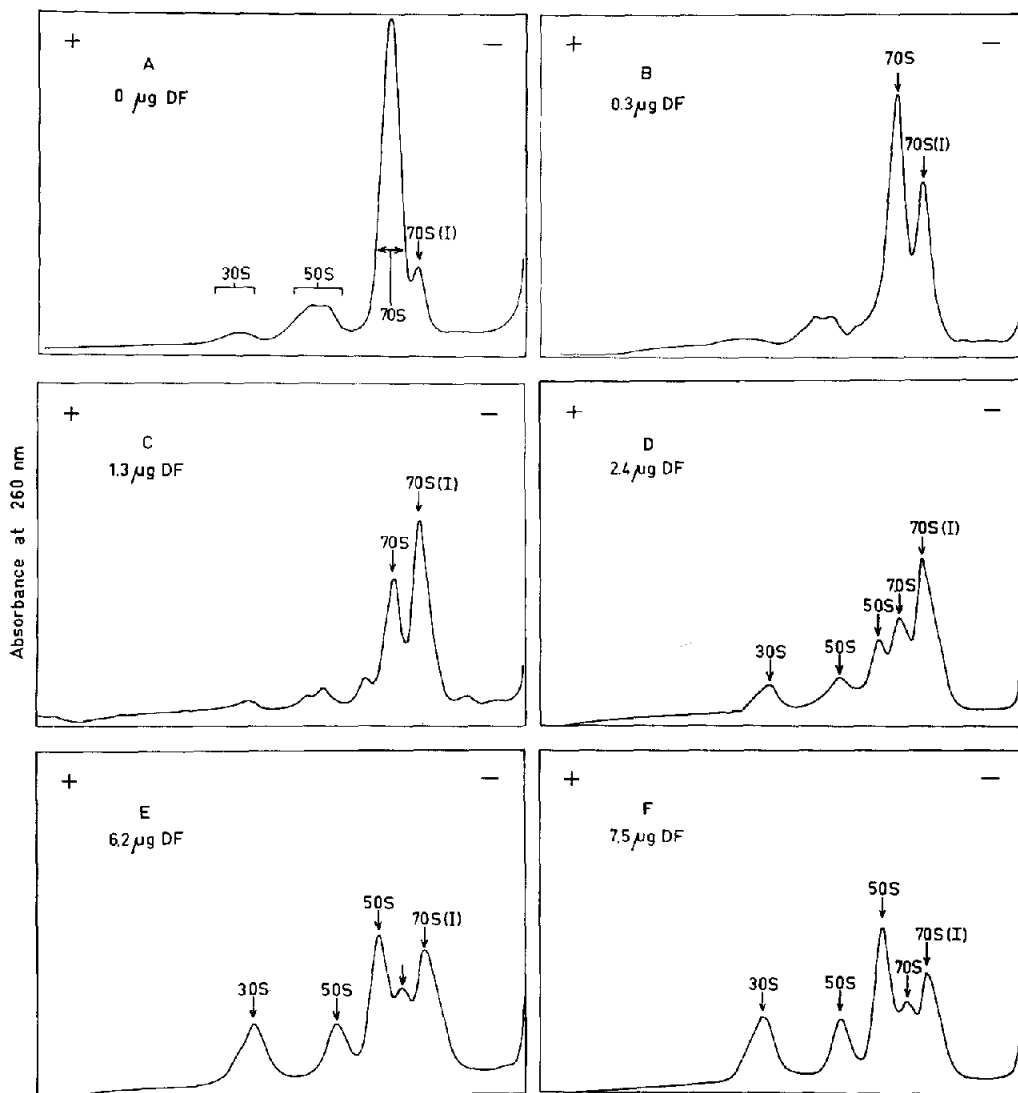 + −
A
0 µg DF
30S 50S 70S 70S(I)
+ −
B
0.3 µg DF
70S
70S(I)
+ −
C
1.3 µg DF
70S(I)
70S
+ −
D
2.4 µg DF
70S(I)
70S
50S
50S
30S
+ −
E
6.2 µg DF
50S
70S(I)
30S 50S
+ −
F
7.5 µg DF
50S
70S(I)
70S
30S 50S
Absorbance at 260 nm